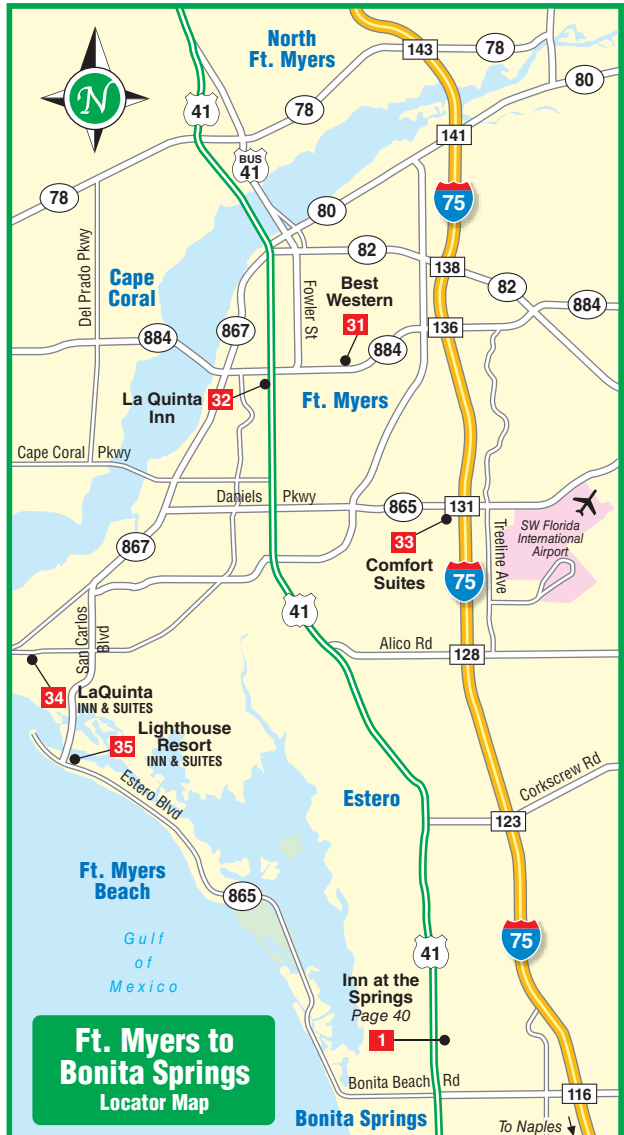 North
Ft. Myers
143
78
80
N
41
78
141
BUS
41
78
80
75
Del Prado Pkwy
82
138
Cape
Coral
Fowler St
Best
Western
82
31
884
884
867
136
884
La Quinta
Inn
32
Ft. Myers
Cape Coral Pkwy
Daniels Pkwy
865
131
SW Florida
International
Airport
33
Comfort
Suites
867
Treeline Ave
75
41
San Carlos
Blvd
Alico Rd
128
34
LaQuinta
INN & SUITES
35
Lighthouse
Resort
INN & SUITES
Corkscrew Rd
Estero Blvd
Estero
123
Ft. Myers
Beach
865
Gulf
of
Mexico
41
75
Inn at the
Springs
Page 40
1
Ft. Myers to
Bonita Springs
Locator Map
Bonita Beach Rd
116
Bonita Springs
To Naples